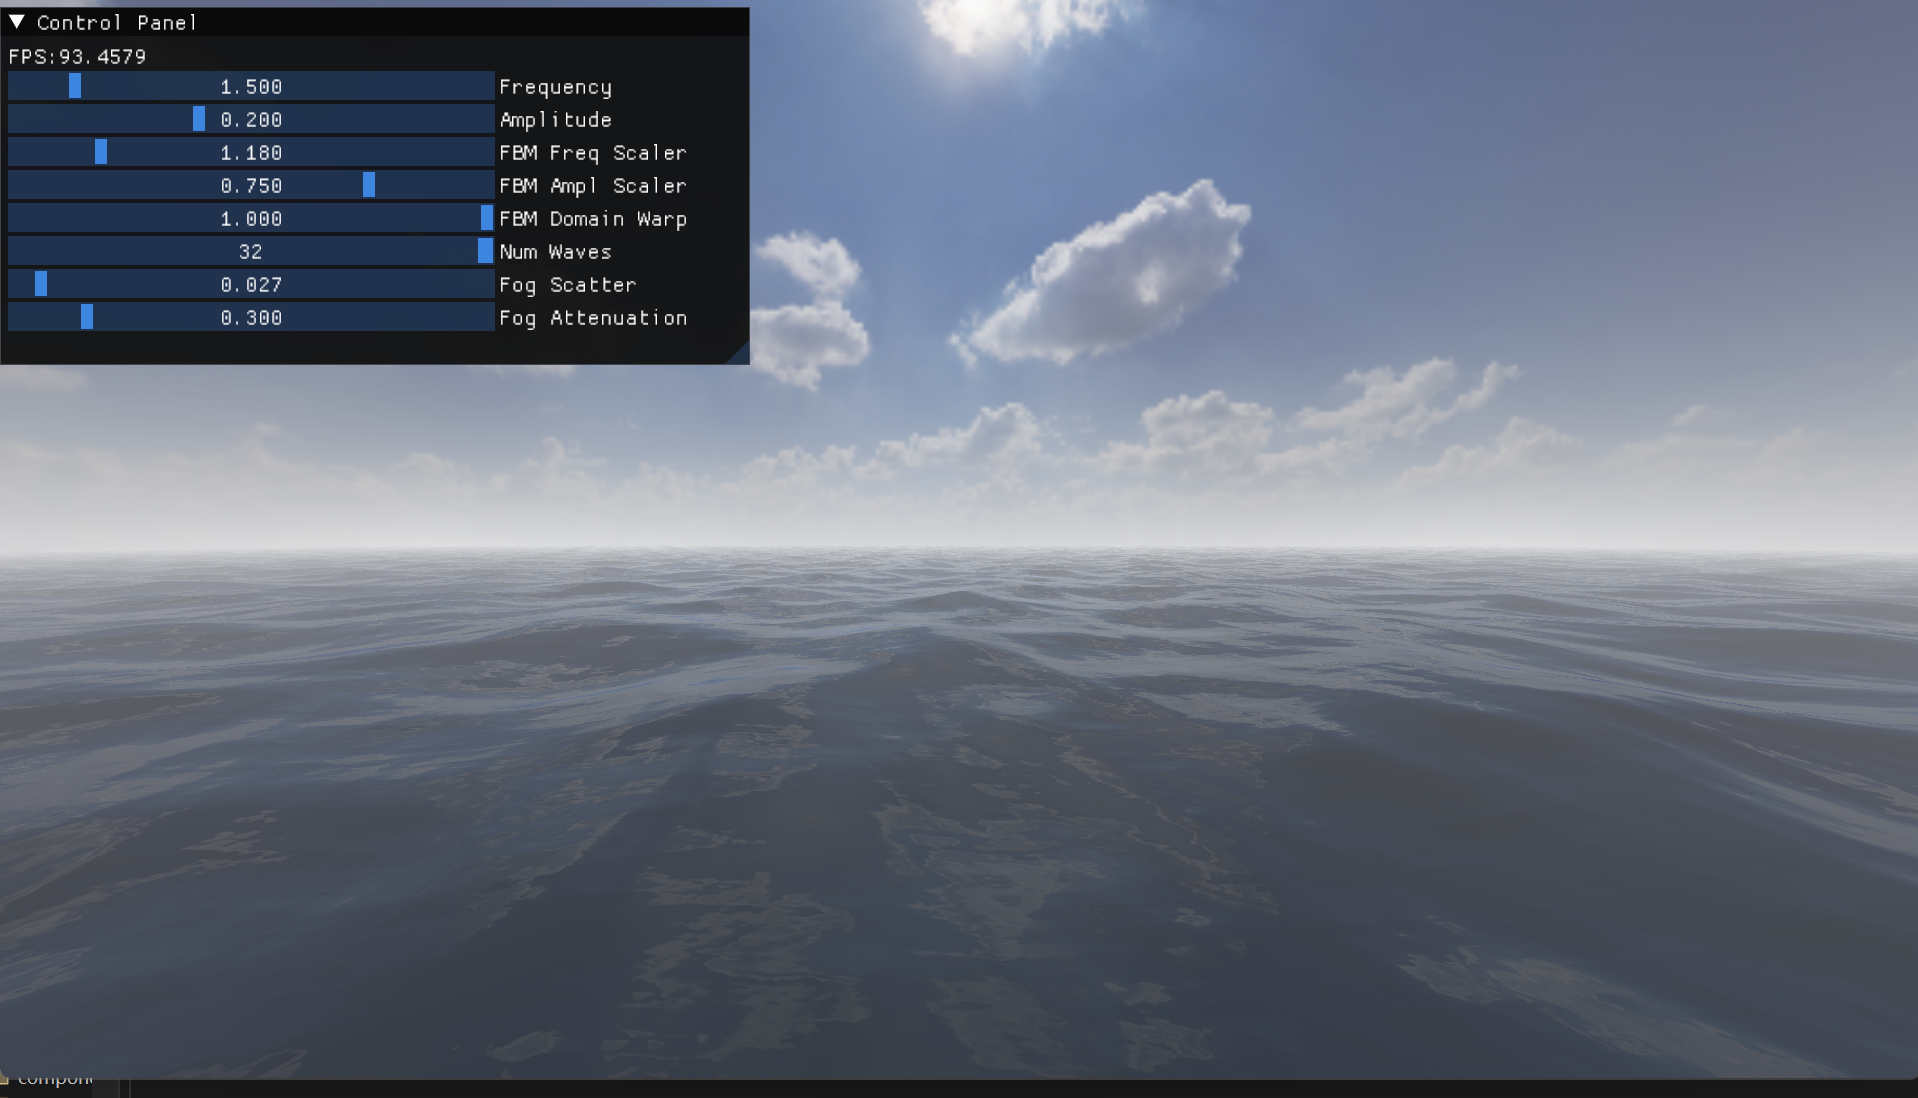 Control Panel
FPS:93.4579
1.500 Frequency
0.200 Amplitude
1.180 FBM Freq Scaler
0.750 FBM Ampl Scaler
1.000 FBM Domain Warp
32 Num Waves
0.027 Fog Scatter
0.300 Fog Attenuation